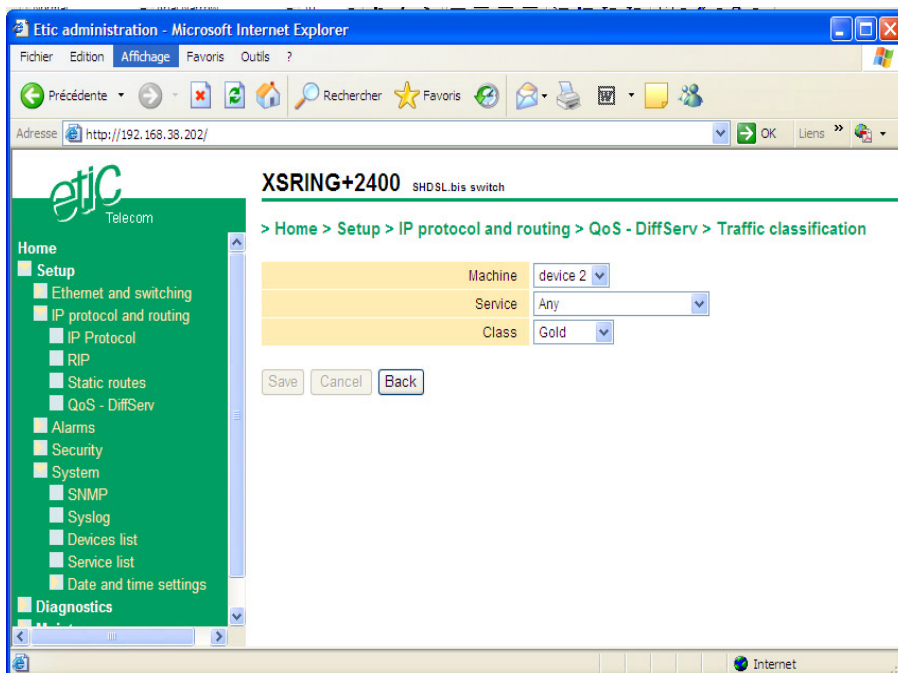 Etic administration - Microsoft Internet Explorer
Fichier Edition Affichage Favoris Outils ?
Précédente Rechercher Favoris
Adresse http://192.168.38.202/ OK Liens »
etic
Telecom
XSRING+2400 SHDSL.bis switch
> Home > Setup > IP protocol and routing > QoS - DiffServ > Traffic classification
Home
Setup
Ethernet and switching
IP protocol and routing
IP Protocol
RIP
Static routes
QoS - DiffServ
Alarms
Security
System
SNMP
Syslog
Devices list
Service list
Date and time settings
Diagnostics
Machine device 2
Service Any
Class Gold
Save Cancel Back
Internet